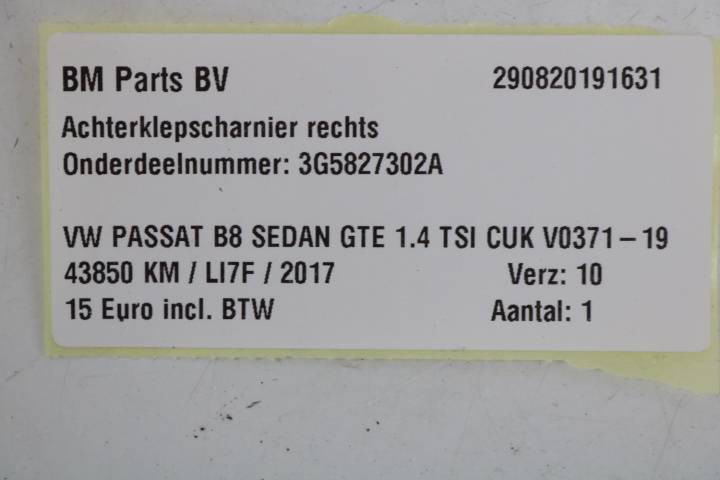 BM Parts BV 290820191631
Achterklepscharnier rechts
Onderdeelnummer: 3G5827302A
VW PASSAT B8 SEDAN GTE 1.4 TSI CUK V0371-19
43850 KM / LI7F / 2017 Verz: 10
15 Euro incl. BTW Aantal: 1